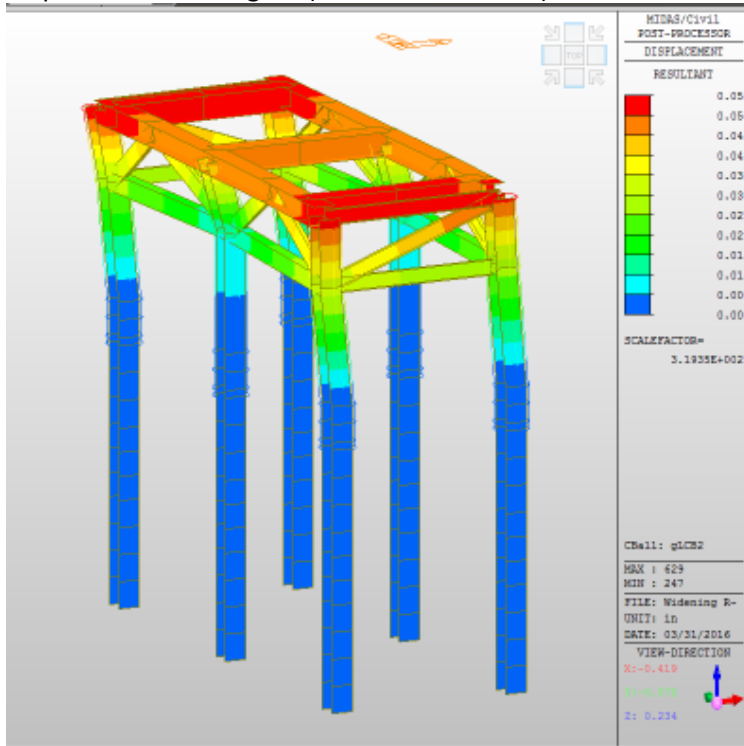 MIDAS/Civil
POST-PROCESSOR
DISPLACEMENT
RESULTANT
TOP
0.05
0.05
0.04
0.04
0.03
0.03
0.02
0.01
0.01
0.00
0.00
SCALEFACTOR=
3.1935E+002
CBall: gLCB2
MAX : 629
MIN : 247
FILE: Widening R-
UNIT: in
DATE: 03/31/2016
VIEW-DIRECTION
X:-0.419
Z: 0.234